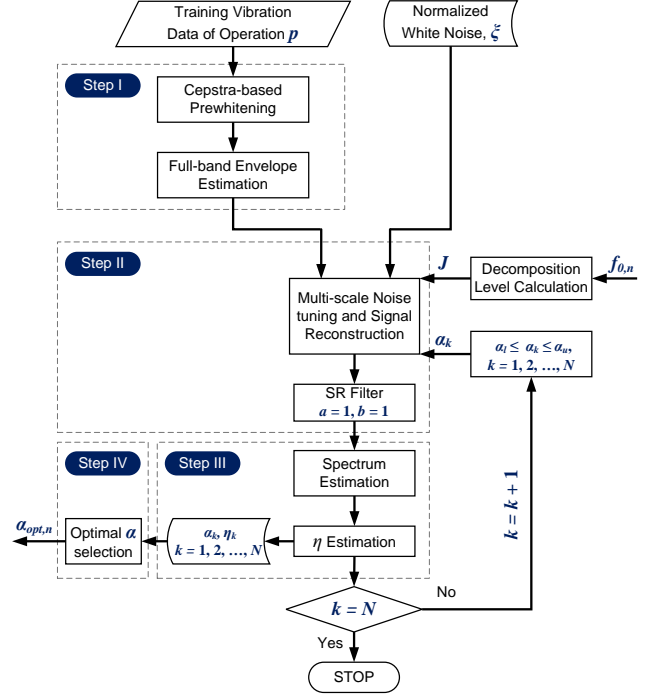 Training Vibration
Data of Operation p
Normalized
White Noise, ξ
Step I
Cepstra-based
Prewhitening
Full-band Envelope
Estimation
Step II
Multi-scale Noise
tuning and Signal
Reconstruction
J
Decomposition
Level Calculation
f0,n
αk
αl ≤ αk ≤ αu,
k = 1, 2, …, N
SR Filter
a = 1, b = 1
Step IV
Step III
Spectrum
Estimation
k = k + 1
αopt,n
Optimal α
selection
αk, ηk
k = 1, 2, …, N
η Estimation
k = N
No
Yes
STOP